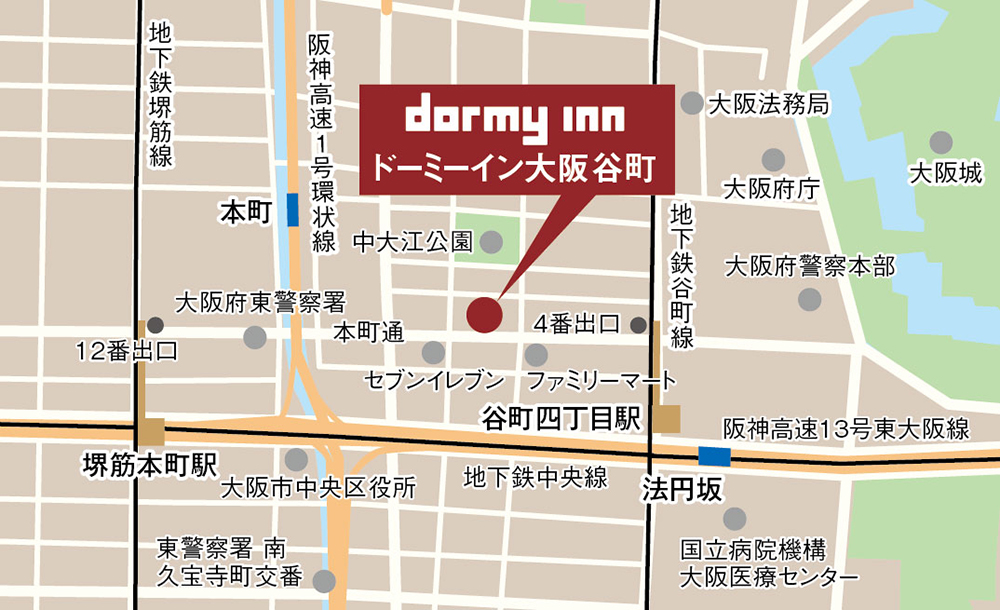 地下鉄堺筋線
阪神高速1号環状線
dormy inn
ドーミーイン大阪谷町
大阪法務局
大阪府庁
大阪城
本町
中大江公園
地下鉄谷町線
大阪府警察本部
大阪府東警察署
本町通
4番出口
12番出口
セブンイレブン
ファミリーマート
谷町四丁目駅
阪神高速13号東大阪線
堺筋本町駅
大阪市中央区役所
地下鉄中央線
法円坂
東警察署 南
久宝寺町交番
国立病院機構
大阪医療センター